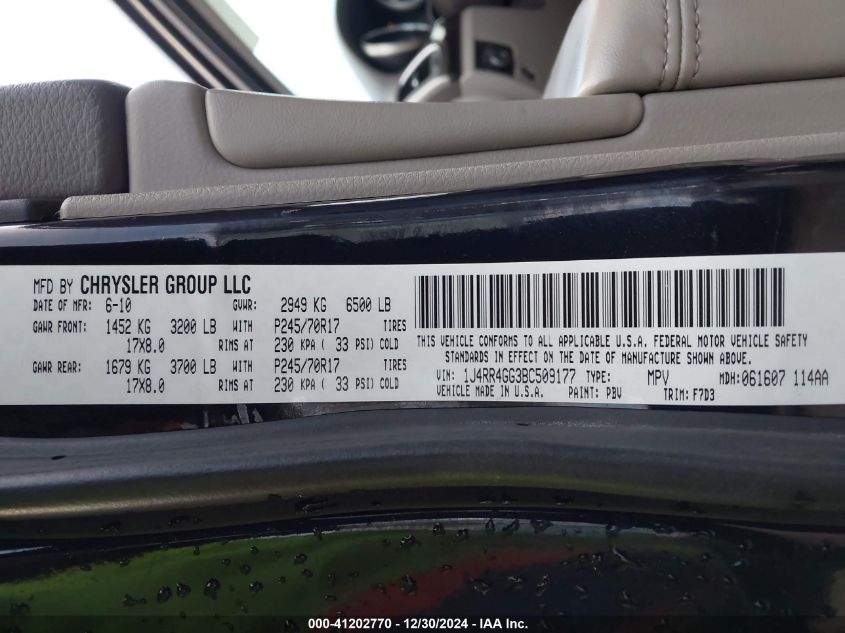 MFD BY CHRYSLER GROUP LLC
DATE OF MFR: 6-10 GVWR: 2949 KG 6500 LB
GAWR FRONT: 1452 KG 3200 LB WITH P245/70R17 TIRES
17X8.0 RIMS AT 230 KPA ( 33 PSI) COLD
GAWR REAR: 1679 KG 3700 LB WITH P245/70R17 TIRES
17X8.0 RIMS AT 230 KPA ( 33 PSI) COLD
THIS VEHICLE CONFORMS TO ALL APPLICABLE U.S.A. FEDERAL MOTOR VEHICLE SAFETY
STANDARDS IN EFFECT ON THE DATE OF MANUFACTURE SHOWN ABOVE.
VIN: 1J4RR4GG3BC509177 TYPE: MPV MDH: 061607 114AA
VEHICLE MADE IN U.S.A. PAINT: PBV TRIM: F7D3
000-41202770 - 12/30/2024 - IAA Inc.